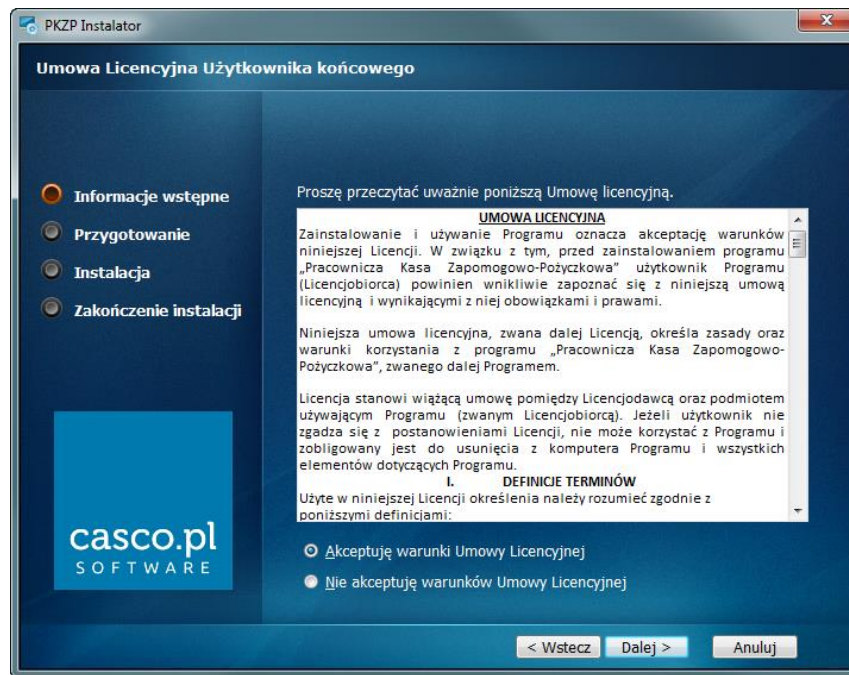 PKZP Instalator
Umowa Licencyjna Użytkownika końcowego
Informacje wstępne
Przygotowanie
Instalacja
Zakończenie instalacji
casco.pl
SOFTWARE
Proszę przeczytać uważnie poniższą Umowę licencyjną.
UMOWA LICENCYJNA
Zainstalowanie i używanie Programu oznacza akceptację warunków
niniejszej Licencji. W związku z tym, przed zainstalowaniem programu
„Pracownicza Kasa Zapomogowo-Pożyczkowa” użytkownik Programu
(Licencjobiorca) powinien wnikliwie zapoznać się z niniejszą umową
licencyjną i wynikającymi z niej obowiązkami i prawami.
Niniejsza umowa licencyjna, zwana dalej Licencją, określa zasady oraz
warunki korzystania z programu „Pracownicza Kasa Zapomogowo-
Pożyczkowa”, zwanego dalej Programem.
Licencja stanowi wiążącą umowę pomiędzy Licencjodawcą oraz podmiotem
używającym Programu (zwanym Licencjobiorcą). Jeżeli użytkownik nie
zgadza się z postanowieniami Licencji, nie może korzystać z Programu i
zobligowany jest do usunięcia z komputera Programu i wszystkich
elementów dotyczących Programu.
I. DEFINICJE TERMINÓW
Użyte w niniejszej Licencji określenia należy rozumieć zgodnie z
poniższymi definicjami:
Akceptuję warunki Umowy Licencyjnej
Nie akceptuję warunków Umowy Licencyjnej
< Wstecz Dalej > Anuluj